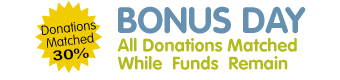 Donations
Matched
30%
BONUS DAY
All Donations Matched
While Funds Remain